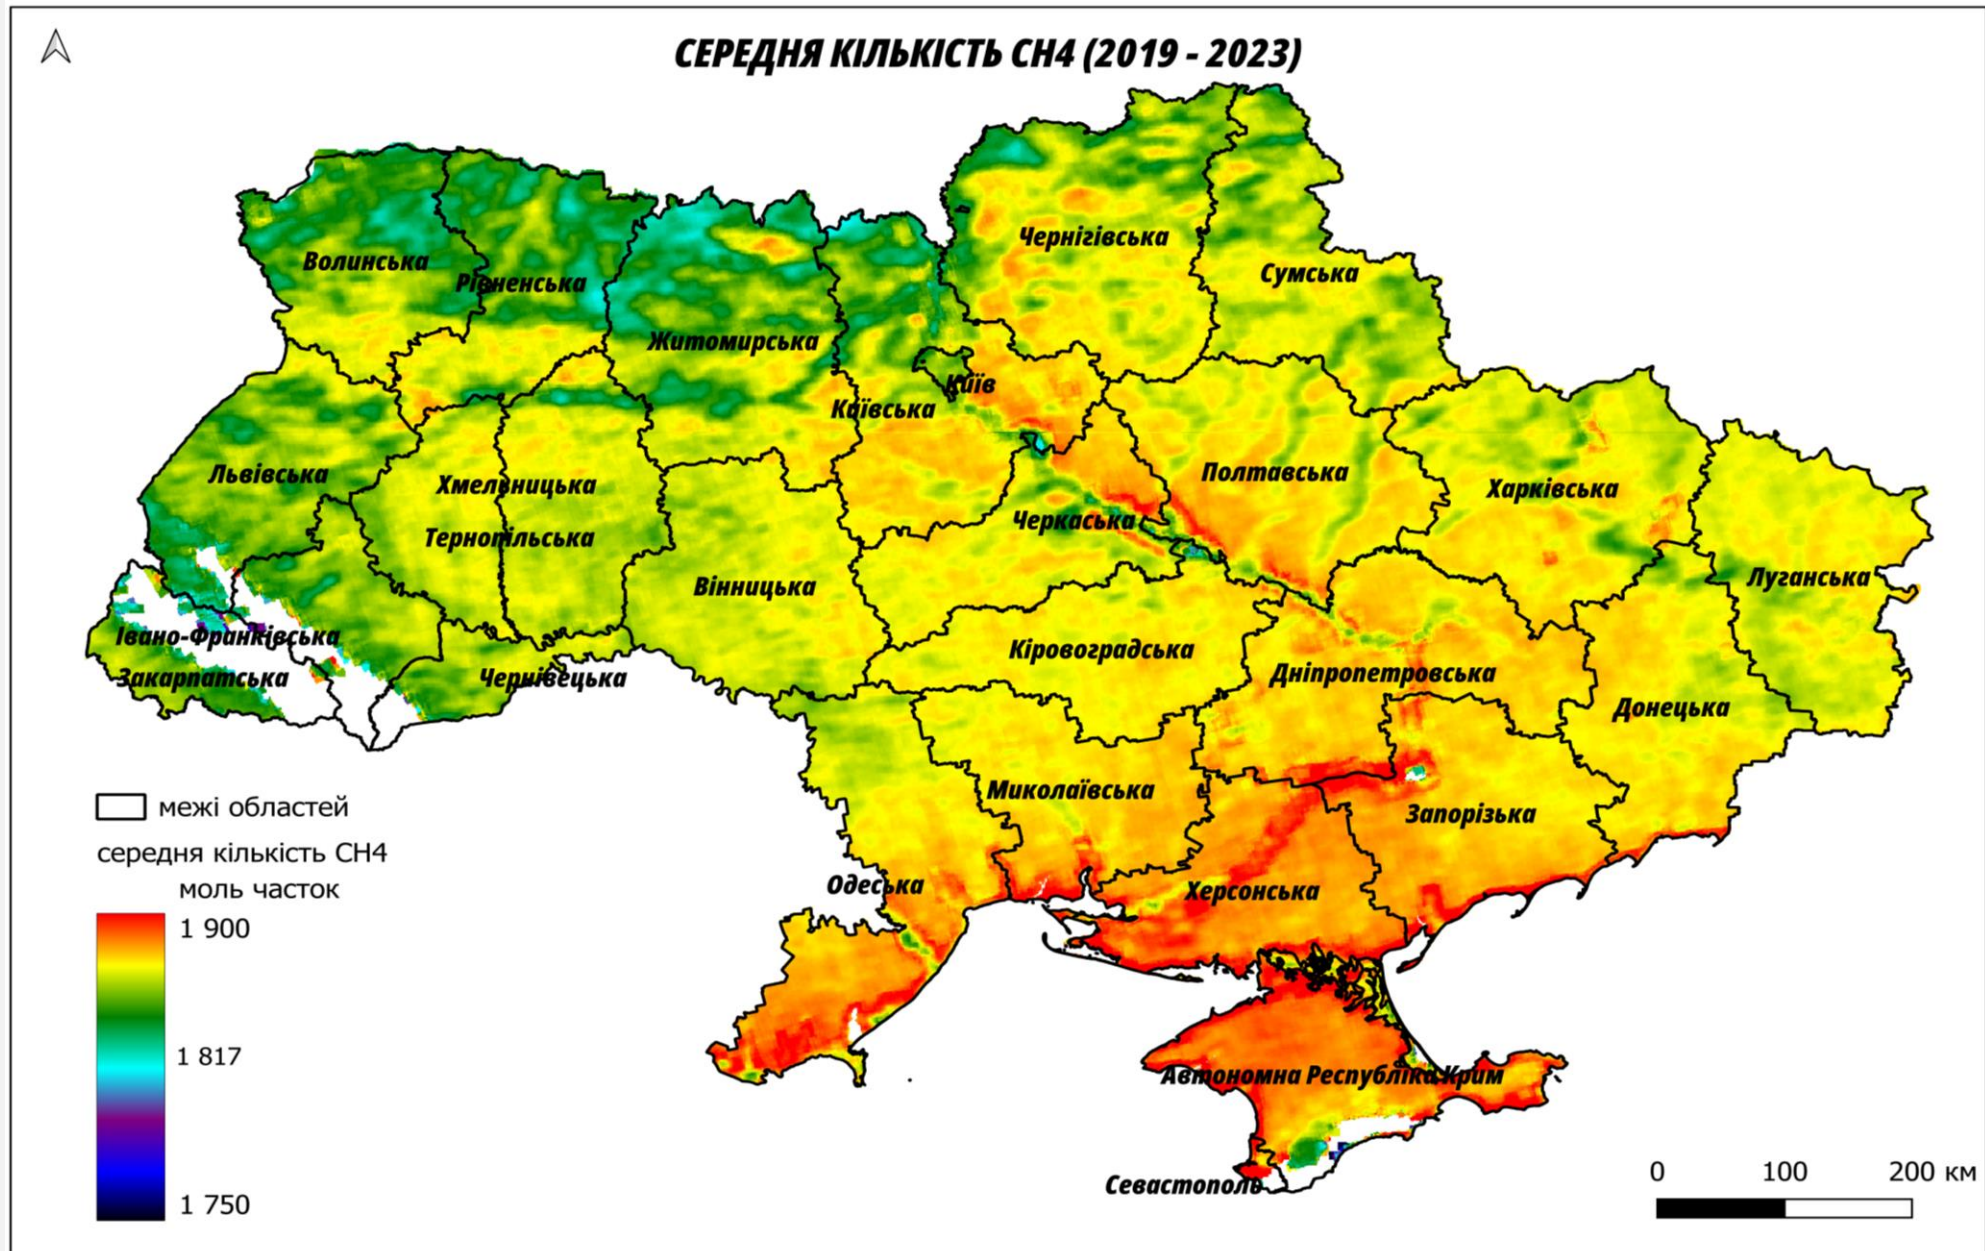 СЕРЕДНЯ КІЛЬКІСТЬ CH4 (2019 - 2023)
Чернігівська
Волинська
Сумська
Рівненська
Житомирська
Київ
Київська
Львівська
Хмельницька
Полтавська
Харківська
Черкаська
Тернопільська
Вінницька
Луганська
Івано-Франківська
Кіровоградська
Закарпатська
Чернівецька
Дніпропетровська
Донецька
Миколаївська
Запорізька
Одеська
Херсонська
Автономна Республіка Крим
Севастополь
межі областей
середня кількість CH4
моль часток
1 900
1 817
1 750
0 100 200 км